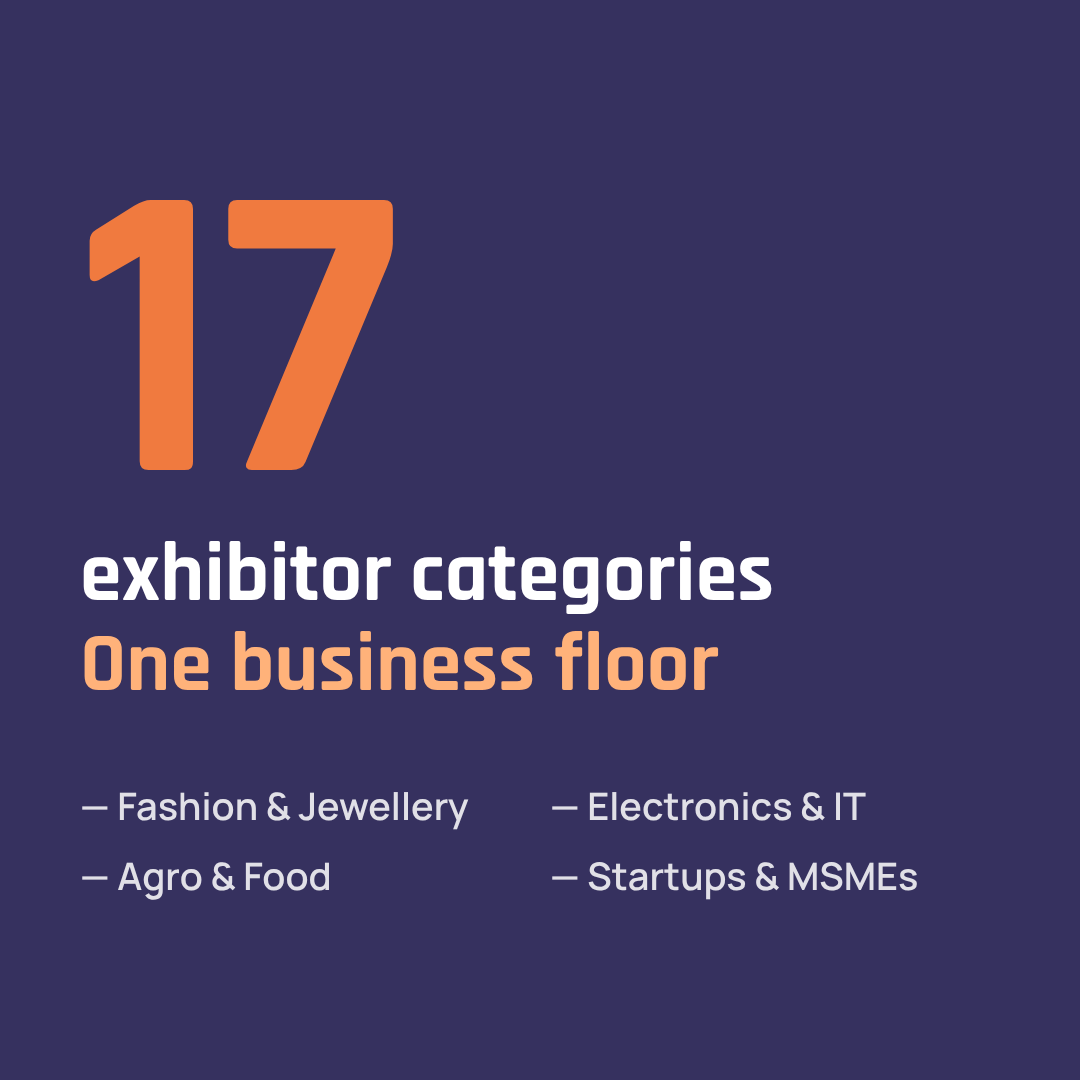 17
exhibitor categories
One business floor
— Fashion & Jewellery
— Electronics & IT
— Agro & Food
— Startups & MSMEs